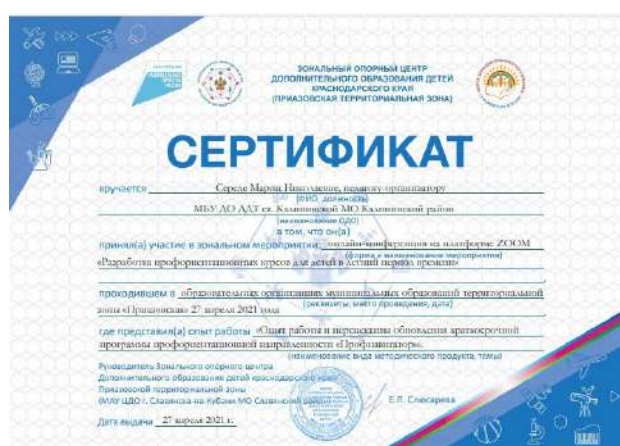 ЗОНАЛЬНЫЙ ОПОРНЫЙ ЦЕНТР
ДОПОЛНИТЕЛЬНОГО ОБРАЗОВАНИЯ ДЕТЕЙ
КРАСНОДАРСКОГО КРАЯ
(ПРИАЗОВСКАЯ ТЕРРИТОРИАЛЬНАЯ ЗОНА)
СЕРТИФИКАТ
вручается Середе Марии Николаевне, педагогу-организатору
(ФИО, должность)
МБУ ДО ДДТ ст. Калининской МО Калининский район
(наименование ОДО)
в том, что он(а)
принял(а) участие в зональном мероприятии: онлайн-конференция на платформе ZOOM
(форма и наименование мероприятия)
«Разработка профориентационных курсов для детей в летний период времени»
проходившем в образовательных организациях муниципальных образований территориальной
(реквизиты: место проведения, дата)
зоны «Приазовская» 27 апреля 2021 года
где представил(а) опыт работы «Опыт работы и перспективы обновления краткосрочной
программы профориентационной направленности «Профнавигатор».
(наименование вида методического продукта, темы)
Руководитель Зонального опорного центра
Дополнительного образования детей краснодарского края
Приазовской территориальной зоны
(МАУ ЦДО г. Славянска-на-Кубани МО Славянский район)
Е.П. Слюсарева
Дата выдачи 27 апреля 2021 г.